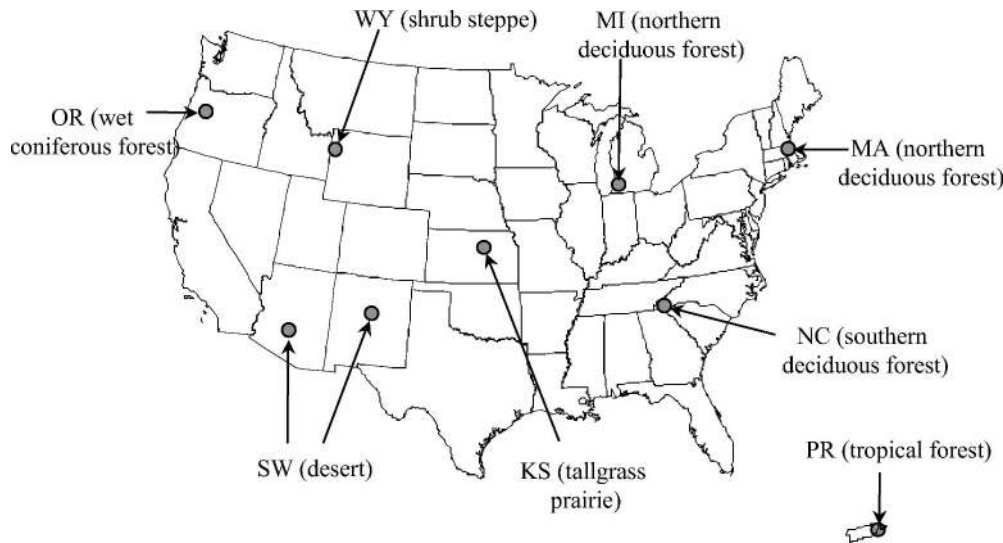 WY (shrub steppe)
MI (northern
deciduous forest)
OR (wet
coniferous forest)
MA (northern
deciduous forest)
NC (southern
deciduous forest)
SW (desert)
KS (tallgrass
prairie)
PR (tropical forest)